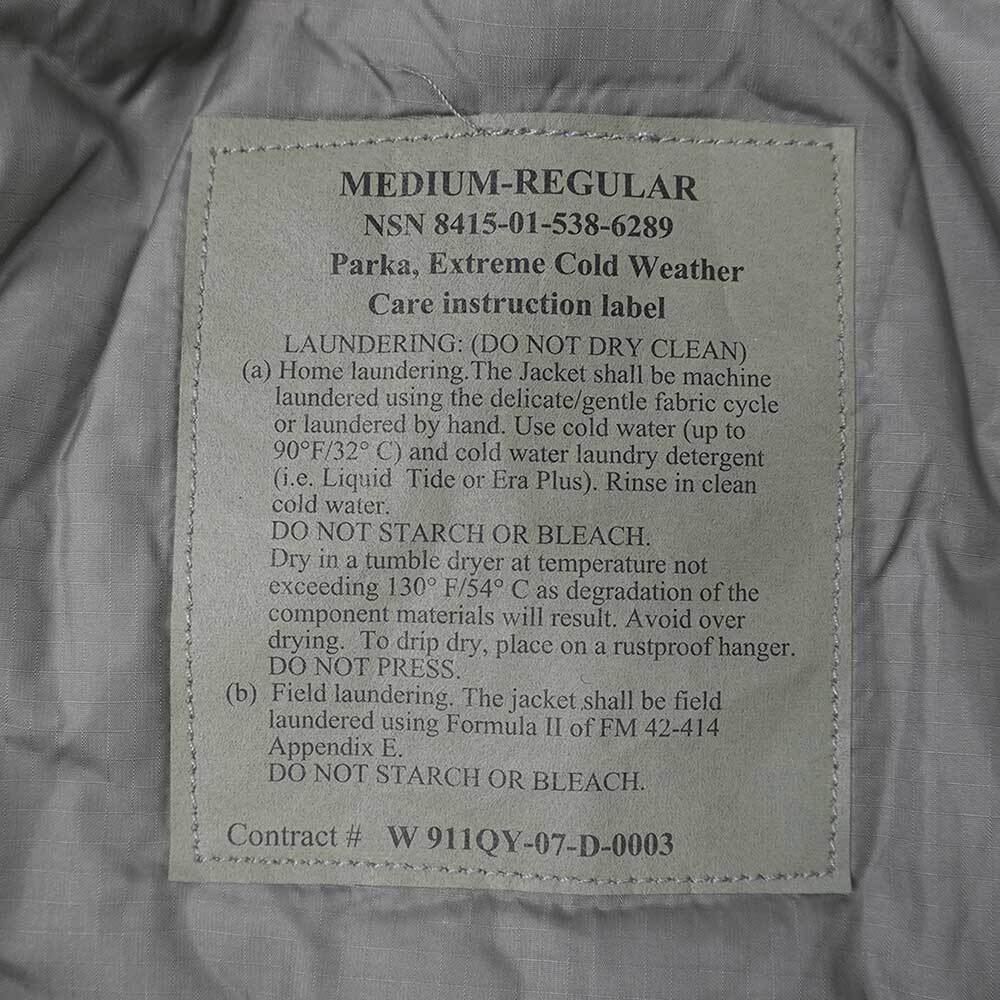 MEDIUM-REGULAR
NSN 8415-01-538-6289
Parka, Extreme Cold Weather
Care instruction label
LAUNDERING: (DO NOT DRY CLEAN)
(a) Home laundering.The Jacket shall be machine
laundered using the delicate/gentle fabric cycle
or laundered by hand. Use cold water (up to
90°F/32° C) and cold water laundry detergent
(i.e. Liquid Tide or Era Plus). Rinse in clean
cold water.
DO NOT STARCH OR BLEACH.
Dry in a tumble dryer at temperature not
exceeding 130° F/54° C as degradation of the
component materials will result. Avoid over
drying. To drip dry, place on a rustproof hanger.
DO NOT PRESS.
(b) Field laundering. The jacket shall be field
laundered using Formula II of FM 42-414
Appendix E.
DO NOT STARCH OR BLEACH.
Contract # W 911QY-07-D-0003